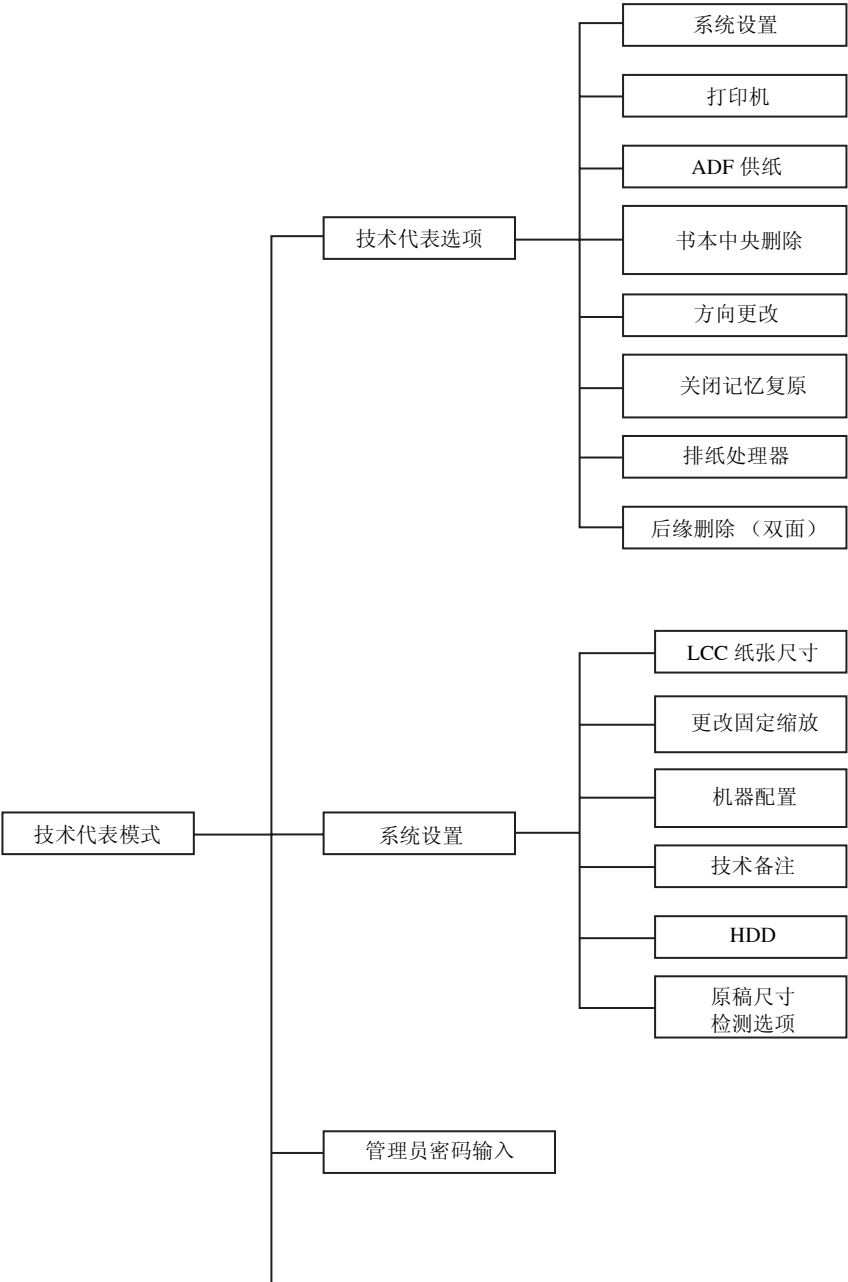 系统设置
打印机
ADF 供纸
技术代表选项
书本中央删除
方向更改
关闭记忆复原
排纸处理器
后缘删除 （双面）
LCC 纸张尺寸
更改固定缩放
机器配置
技术代表模式
系统设置
技术备注
HDD
原稿尺寸
检测选项
管理员密码输入